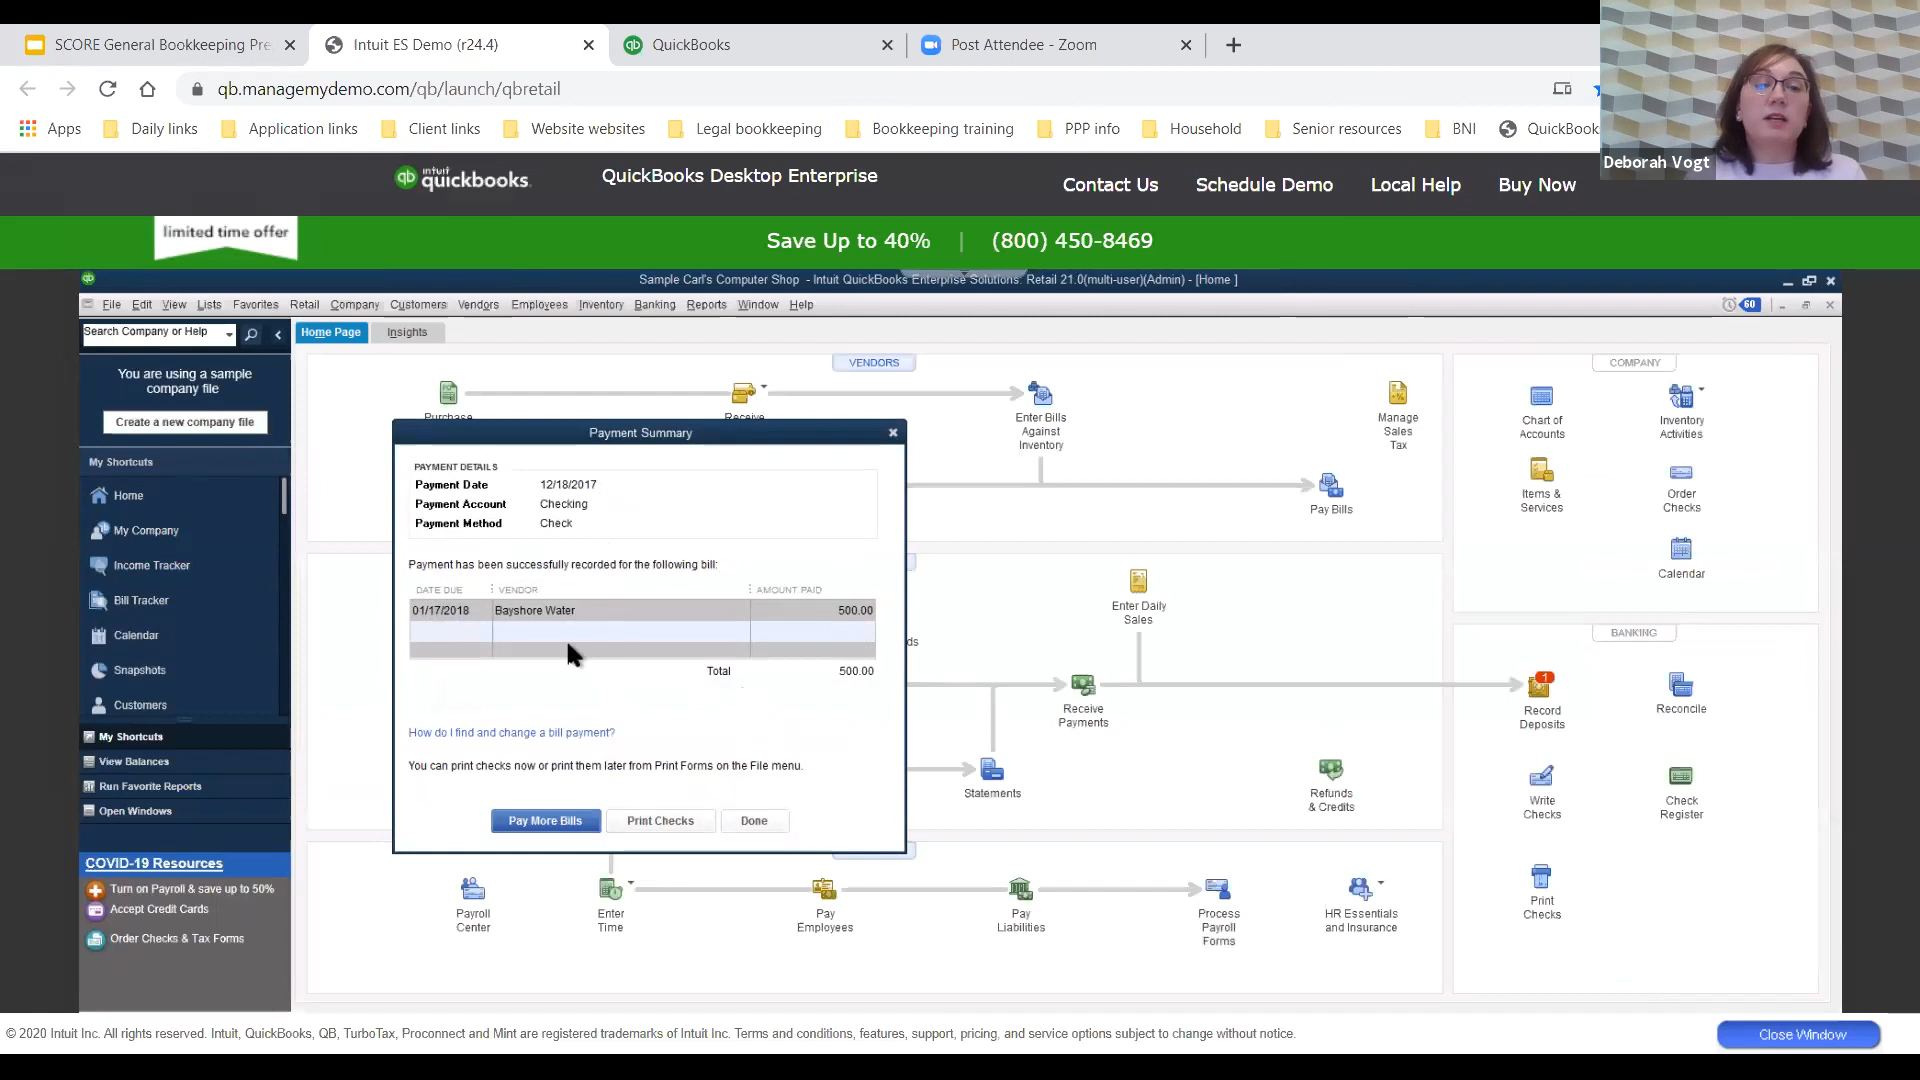 SCORE General Bookkeeping Pre
Intuit ES Demo (r24.4)
QuickBooks
Post Attendee - Zoom
qb.managemydemo.com/qb/launch/qbretail
Apps
Daily links
Application links
Client links
Website websites
Legal bookkeeping
Bookkeeping training
PPP info
Household
Senior resources
BNI
QuickBook
Deborah Vogt
intuit
quickbooks.
QuickBooks Desktop Enterprise
Contact Us
Schedule Demo
Local Help
Buy Now
limited time offer
Save Up to 40% | (800) 450-8469
Sample Carl's Computer Shop - Intuit QuickBooks Enterprise Solutions: Retail 21.0(multi-user)(Admin) - [Home ]
File Edit View Lists Favorites Retail Company Customers Vendors Employees Inventory Banking Reports Window Help
60
Search Company or Help
Home Page
Insights
You are using a sample
company file
Create a new company file
My Shortcuts
Home
My Company
Income Tracker
Bill Tracker
Calendar
Snapshots
Customers
My Shortcuts
View Balances
Run Favorite Reports
Open Windows
COVID-19 Resources
Turn on Payroll & save up to 50%
Accept Credit Cards
Order Checks & Tax Forms
VENDORS
Purchase
Receive
Enter Bills
Against
Inventory
Manage
Sales
Tax
Pay Bills
Payment Summary
PAYMENT DETAILS
Payment Date 12/18/2017
Payment Account Checking
Payment Method Check
Payment has been successfully recorded for the following bill:
DATE DUE VENDOR AMOUNT PAID
01/17/2018 Bayshore Water 500.00
Total 500.00
How do I find and change a bill payment?
You can print checks now or print them later from Print Forms on the File menu.
Pay More Bills
Print Checks
Done
ds
Enter Daily
Sales
Receive
Payments
Statements
Refunds
& Credits
Payroll
Center
Enter
Time
Pay
Employees
Pay
Liabilities
Process
Payroll
Forms
HR Essentials
and Insurance
COMPANY
Chart of
Accounts
Inventory
Activities
Items &
Services
Order
Checks
Calendar
BANKING
1
Record
Deposits
Reconcile
Write
Checks
Check
Register
Print
Checks
© 2020 Intuit Inc. All rights reserved. Intuit, QuickBooks, QB, TurboTax, Proconnect and Mint are registered trademarks of Intuit Inc. Terms and conditions, features, support, pricing, and service options subject to change without notice.
Close Window